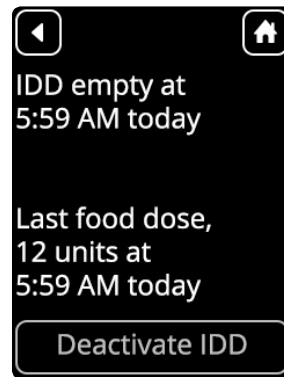 IDD empty at
5:59 AM today
Last food dose,
12 units at
5:59 AM today
Deactivate IDD